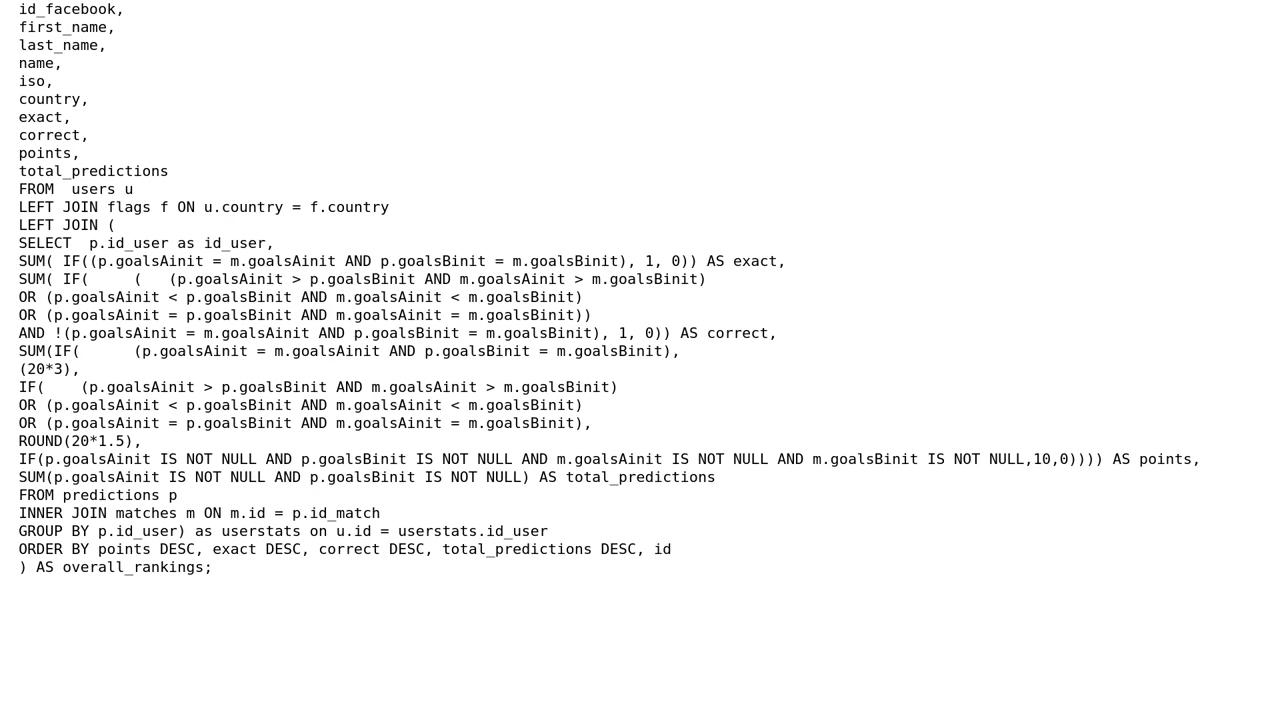 id_facebook,
first_name,
last_name,
name,
iso,
country,
exact,
correct,
points,
total_predictions
FROM  users u
LEFT JOIN flags f ON u.country = f.country
LEFT JOIN (
SELECT  p.id_user as id_user,
SUM( IF((p.goalsAinit = m.goalsAinit AND p.goalsBinit = m.goalsBinit), 1, 0)) AS exact,
SUM( IF(     (   (p.goalsAinit > p.goalsBinit AND m.goalsAinit > m.goalsBinit)
OR (p.goalsAinit < p.goalsBinit AND m.goalsAinit < m.goalsBinit)
OR (p.goalsAinit = p.goalsBinit AND m.goalsAinit = m.goalsBinit))
AND !(p.goalsAinit = m.goalsAinit AND p.goalsBinit = m.goalsBinit), 1, 0)) AS correct,
SUM(IF(      (p.goalsAinit = m.goalsAinit AND p.goalsBinit = m.goalsBinit),
(20*3),
IF(    (p.goalsAinit > p.goalsBinit AND m.goalsAinit > m.goalsBinit)
OR (p.goalsAinit < p.goalsBinit AND m.goalsAinit < m.goalsBinit)
OR (p.goalsAinit = p.goalsBinit AND m.goalsAinit = m.goalsBinit),
ROUND(20*1.5),
IF(p.goalsAinit IS NOT NULL AND p.goalsBinit IS NOT NULL AND m.goalsAinit IS NOT NULL AND m.goalsBinit IS NOT NULL,10,0)))) AS points,
SUM(p.goalsAinit IS NOT NULL AND p.goalsBinit IS NOT NULL) AS total_predictions
FROM predictions p
INNER JOIN matches m ON m.id = p.id_match
GROUP BY p.id_user) as userstats on u.id = userstats.id_user
ORDER BY points DESC, exact DESC, correct DESC, total_predictions DESC, id
) AS overall_rankings;